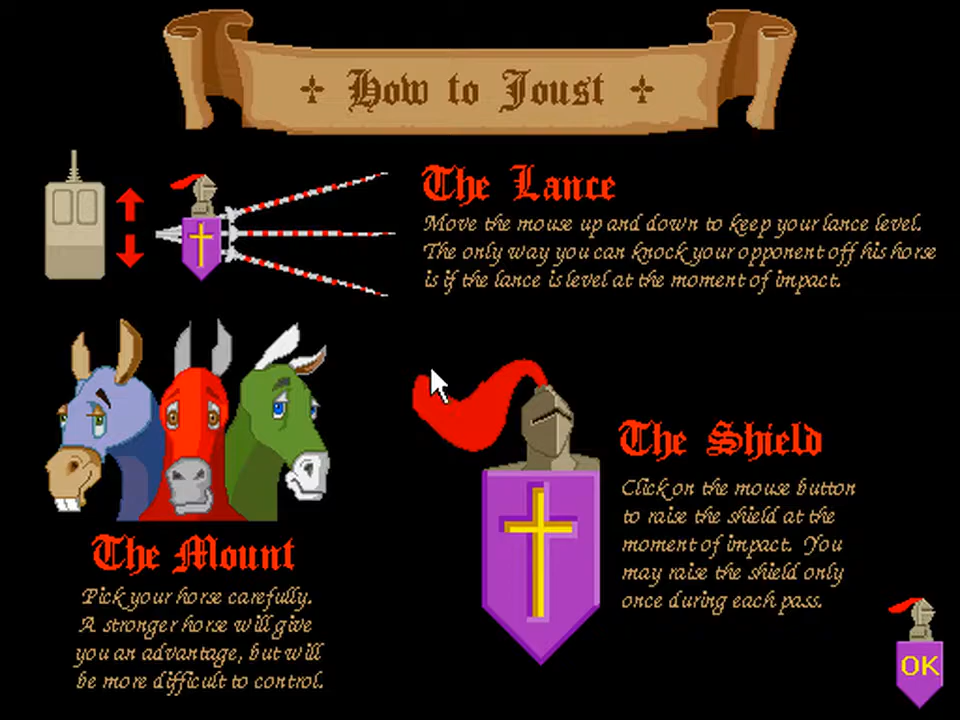 How to Joust
The Lance
Move the mouse up and down to keep your lance level.
The only way you can knock your opponent off his horse
is if the lance is level at the moment of impact.
The Mount
Pick your horse carefully.
A stronger horse will give
you an advantage, but will
be more difficult to control.
The Shield
Click on the mouse button
to raise the shield at the
moment of impact. You
may raise the shield only
once during each pass.
OK